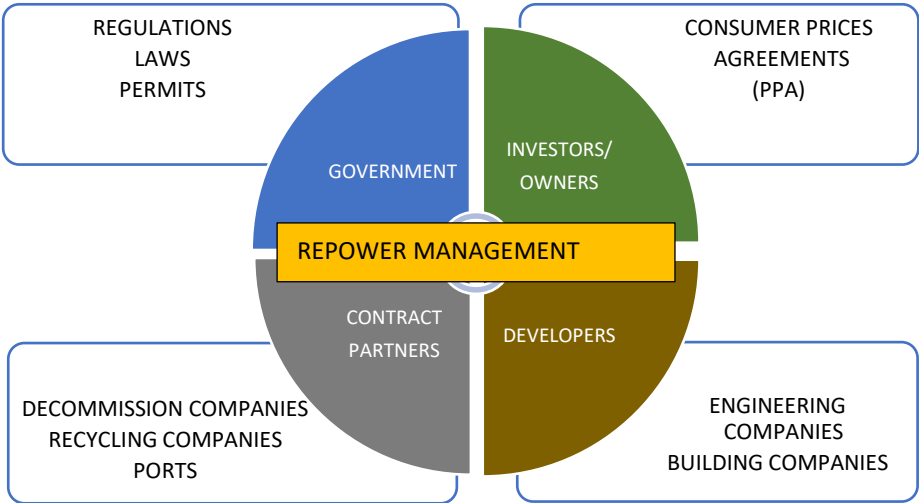 REGULATIONS
LAWS
PERMITS
CONSUMER PRICES
AGREEMENTS
(PPA)
GOVERNMENT
INVESTORS/
OWNERS
REPOWER MANAGEMENT
CONTRACT
PARTNERS
DEVELOPERS
DECOMMISSION COMPANIES
RECYCLING COMPANIES
PORTS
ENGINEERING
COMPANIES
BUILDING COMPANIES